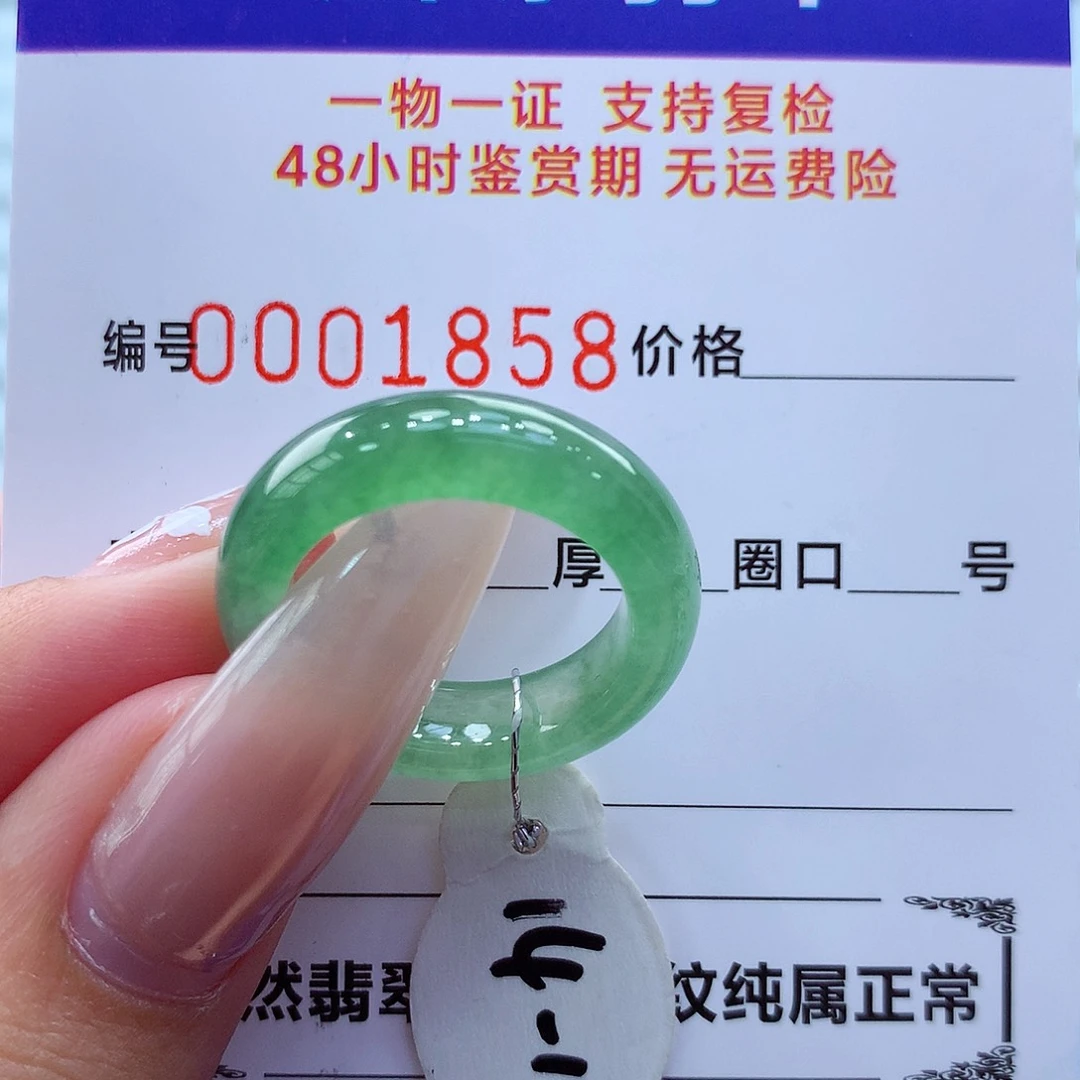 一物一证 支持复检
48小时鉴赏期 无运费险
编号0001858价格
厚 圈口 号
然翡翠 纹纯属正常